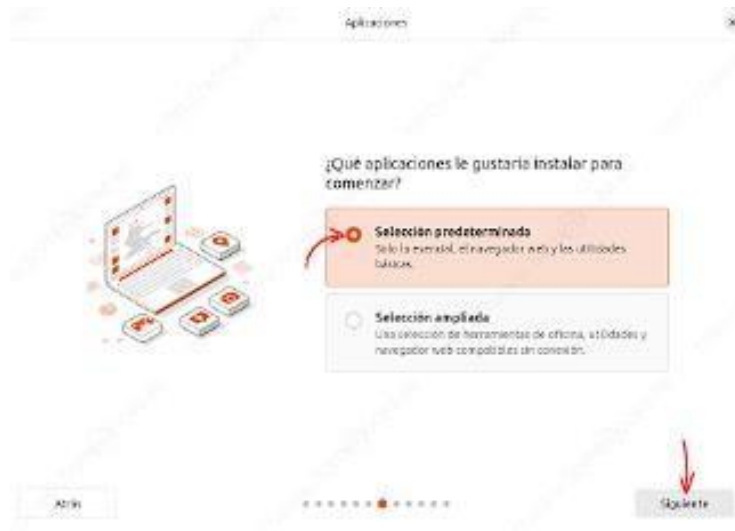 Aplicaciones
¿Qué aplicaciones le gustaría instalar para
comenzar?
Selección predeterminada
Solo lo esencial, el navegador web y las utilidades
básicas.
Selección ampliada
Una selección de herramientas de oficina, utilidades y
navegador web compatibles sin conexión.
Atrás
Siguiente